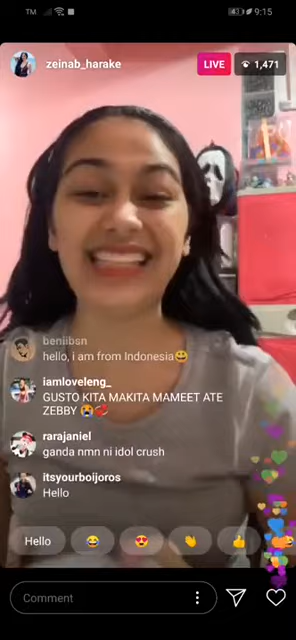 TM
43
9:15
zeinab_harake
LIVE
1,471
beniibsn
hello, i am from Indonesia😀
iamloveleng_
GUSTO KITA MAKITA MAMEET ATE
ZEBBY 😭💞
rarajaniel
ganda nmn ni idol crush
itsyourboijoros
Hello
Hello 😂 😍 👏 👍
Comment